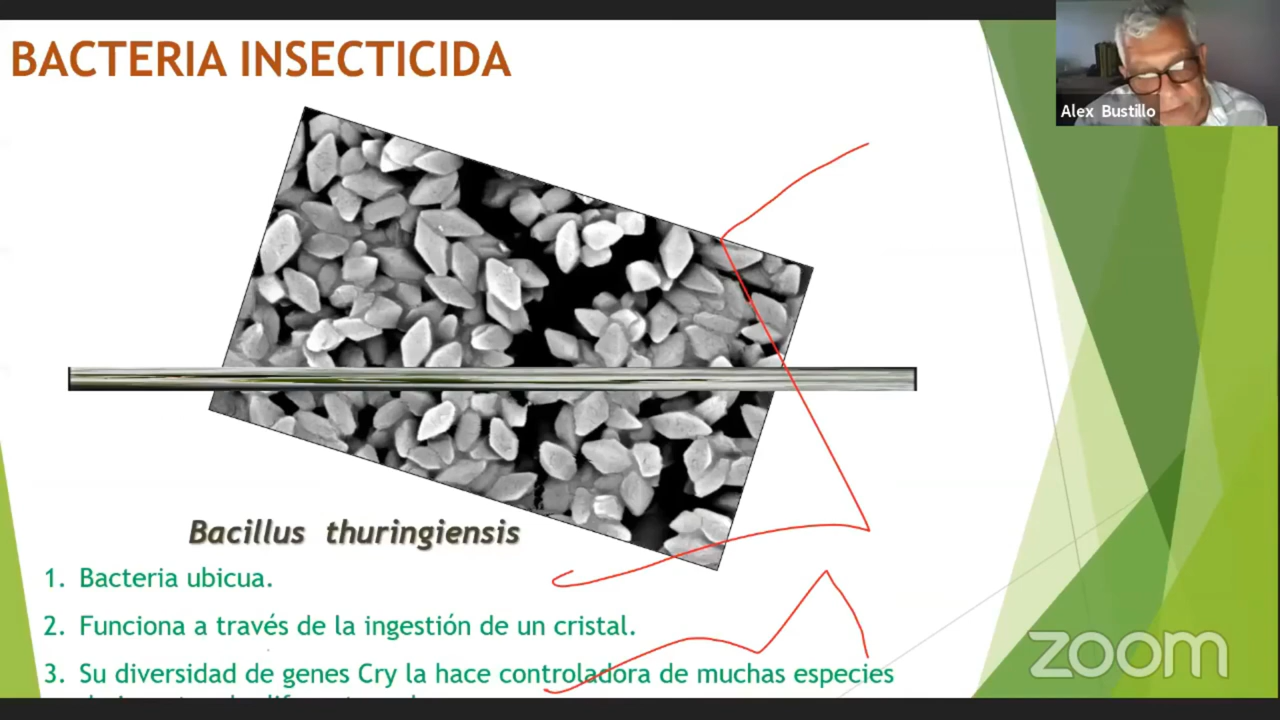 BACTERIA INSECTICIDA
Alex Bustillo
Bacillus thuringiensis
1. Bacteria ubicua.
2. Funciona a través de la ingestión de un cristal.
3. Su diversidad de genes Cry la hace controladora de muchas especies
zoom